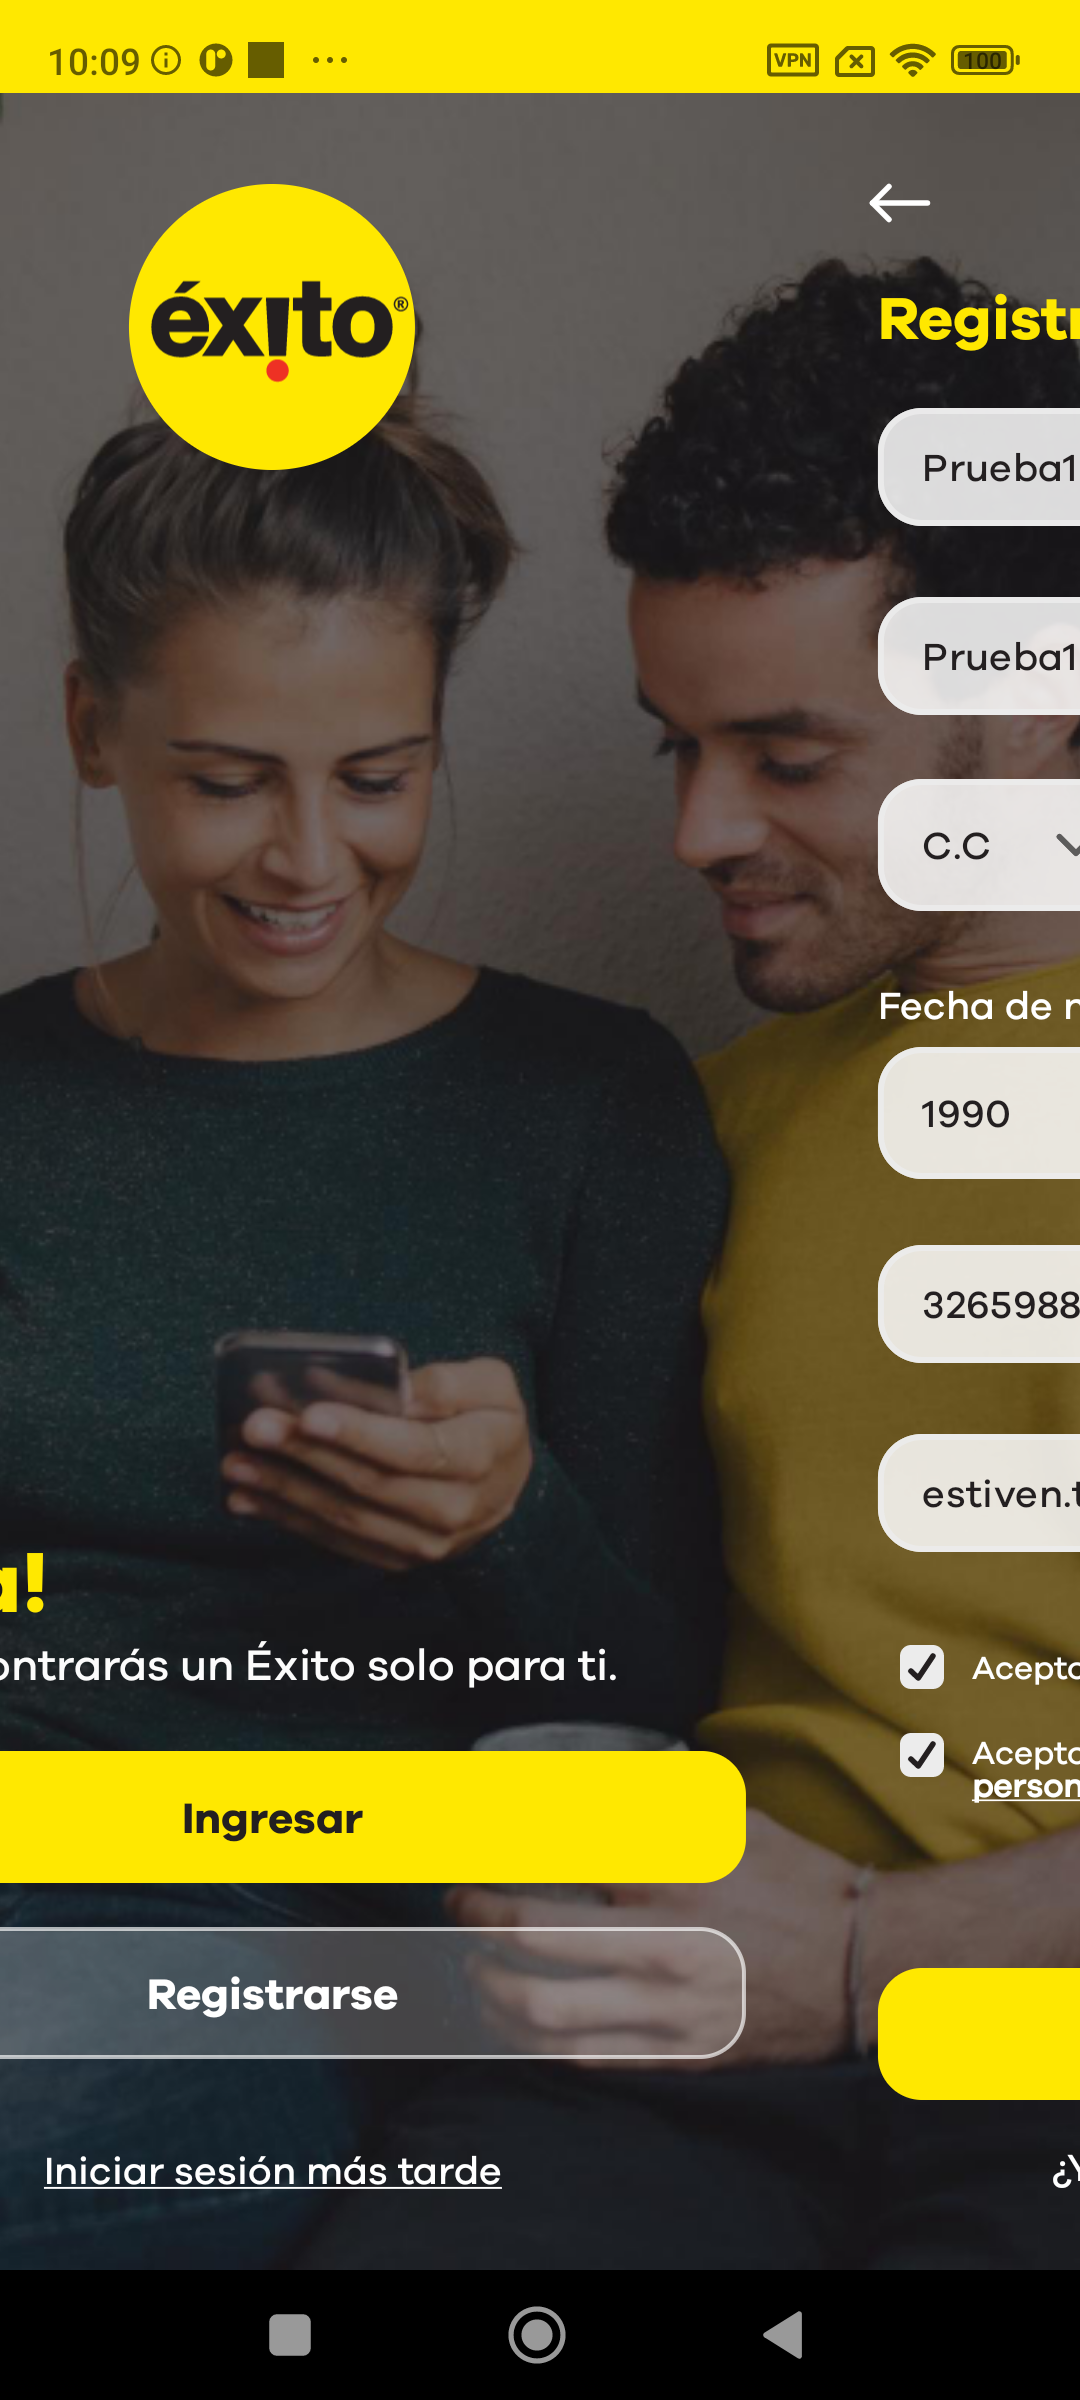 10:09
VPN
100
éxito®
Registr
Prueba1
Prueba1
C.C
Fecha de n
1990
3265988
estiven.t
a!
ontrarás un Éxito solo para ti.
Acepto
Acepto
person
Ingresar
Registrarse
Iniciar sesión más tarde
¿Y